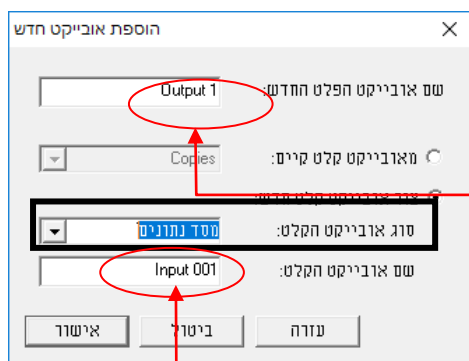 הוספת אובייקט חדש
שם אובייקט הפלט החדש: Output 1
מאובייקט קלט קיים: Copies
סוג אובייקט הקלט: מסד נתונים
שם אובייקט הקלט: Input 001
אישור ביטול עזרה